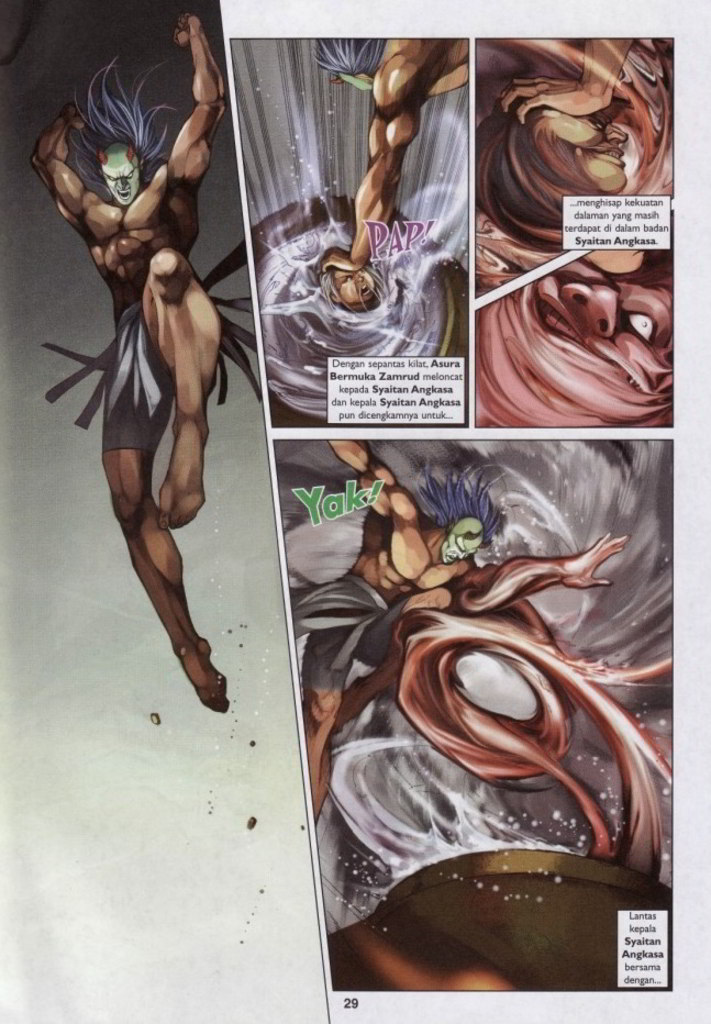 PAP!
Dengan sepantas kilat, Asura
Bermuka Zamrud meloncat
kepada Syaitan Angkasa
dan kepala Syaitan Angkasa
pun dicengkamnya untuk...
...menghisap kekuatan
dalaman yang masih
terdapat di dalam badan
Syaitan Angkasa.
Yak!
Lantas
kepala
Syaitan
Angkasa
bersama
dengan...
29